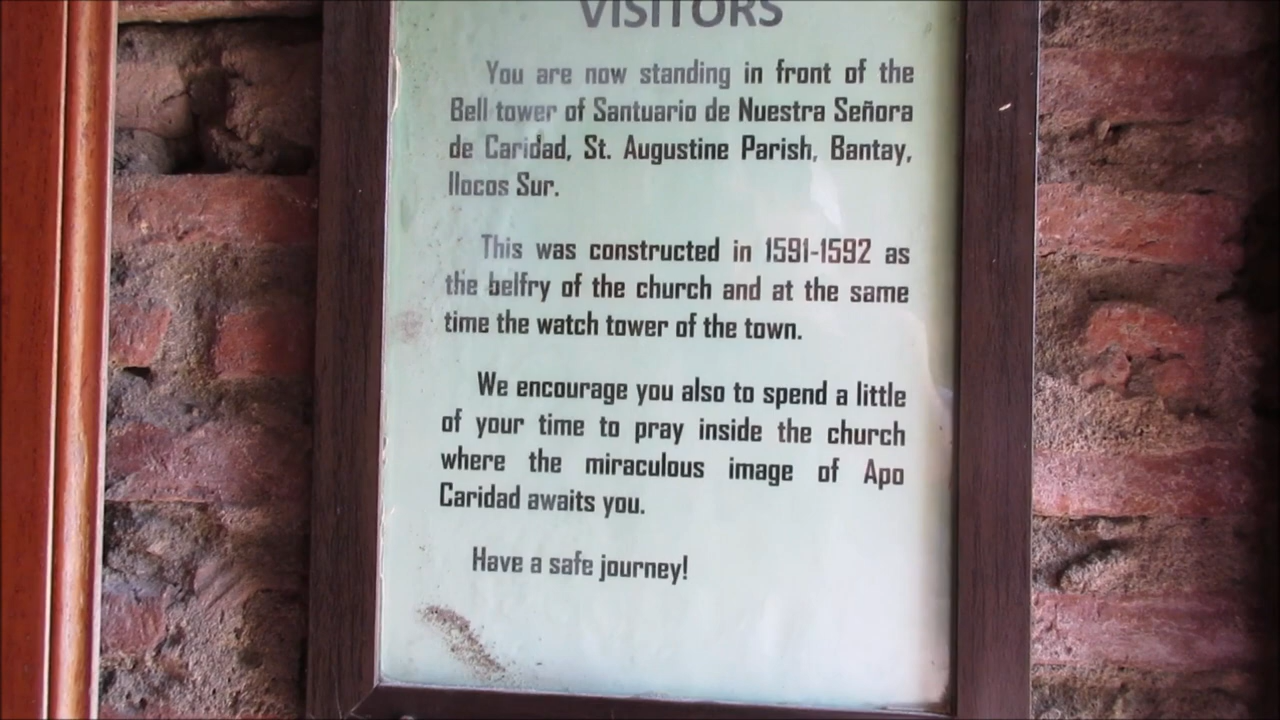 VISITORS
You are now standing in front of the
Bell tower of Santuario de Nuestra Señora
de Caridad, St. Augustine Parish, Bantay,
Ilocos Sur.
This was constructed in 1591-1592 as
the belfry of the church and at the same
time the watch tower of the town.
We encourage you also to spend a little
of your time to pray inside the church
where the miraculous image of Apo
Caridad awaits you.
Have a safe journey!